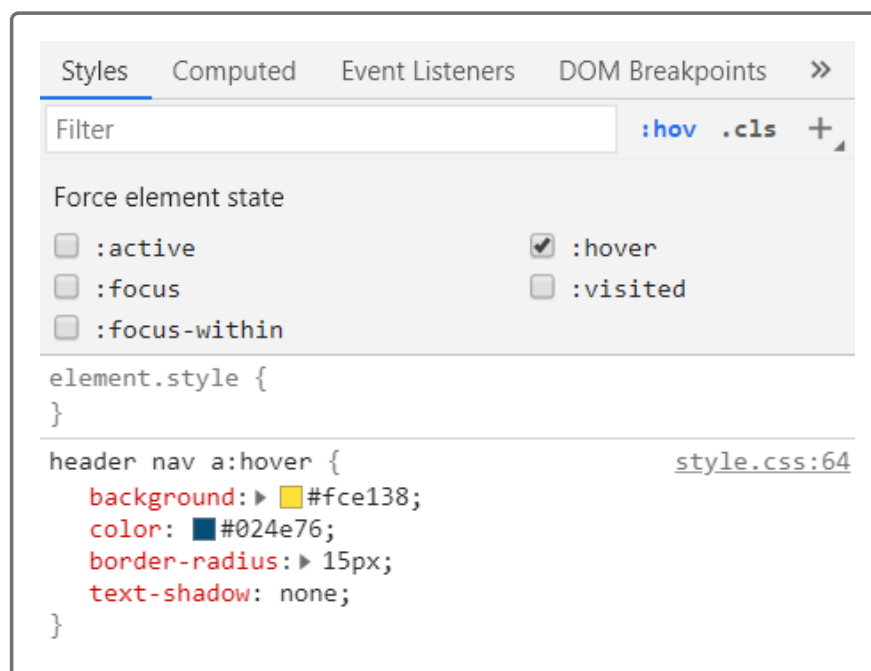 Styles Computed Event Listeners DOM Breakpoints »
Filter :hov .cls +
Force element state
:active :hover
:focus :visited
:focus-within
element.style {
}
header nav a:hover { style.css:64
background: #fce138;
color: #024e76;
border-radius: 15px;
text-shadow: none;
}